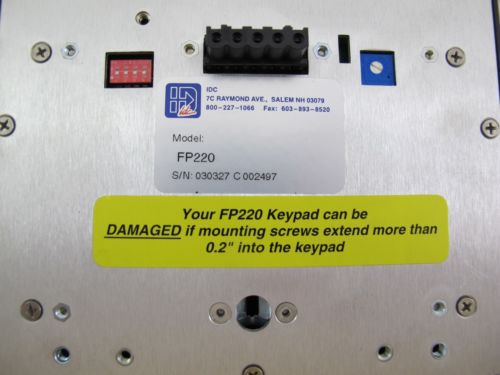 IDC
7C RAYMOND AVE., SALEM NH 03079
800-227-1066 Fax: 603-893-8520
Model:
FP220
S/N: 030327 C 002497
Your FP220 Keypad can be
DAMAGED if mounting screws extend more than
0.2" into the keypad